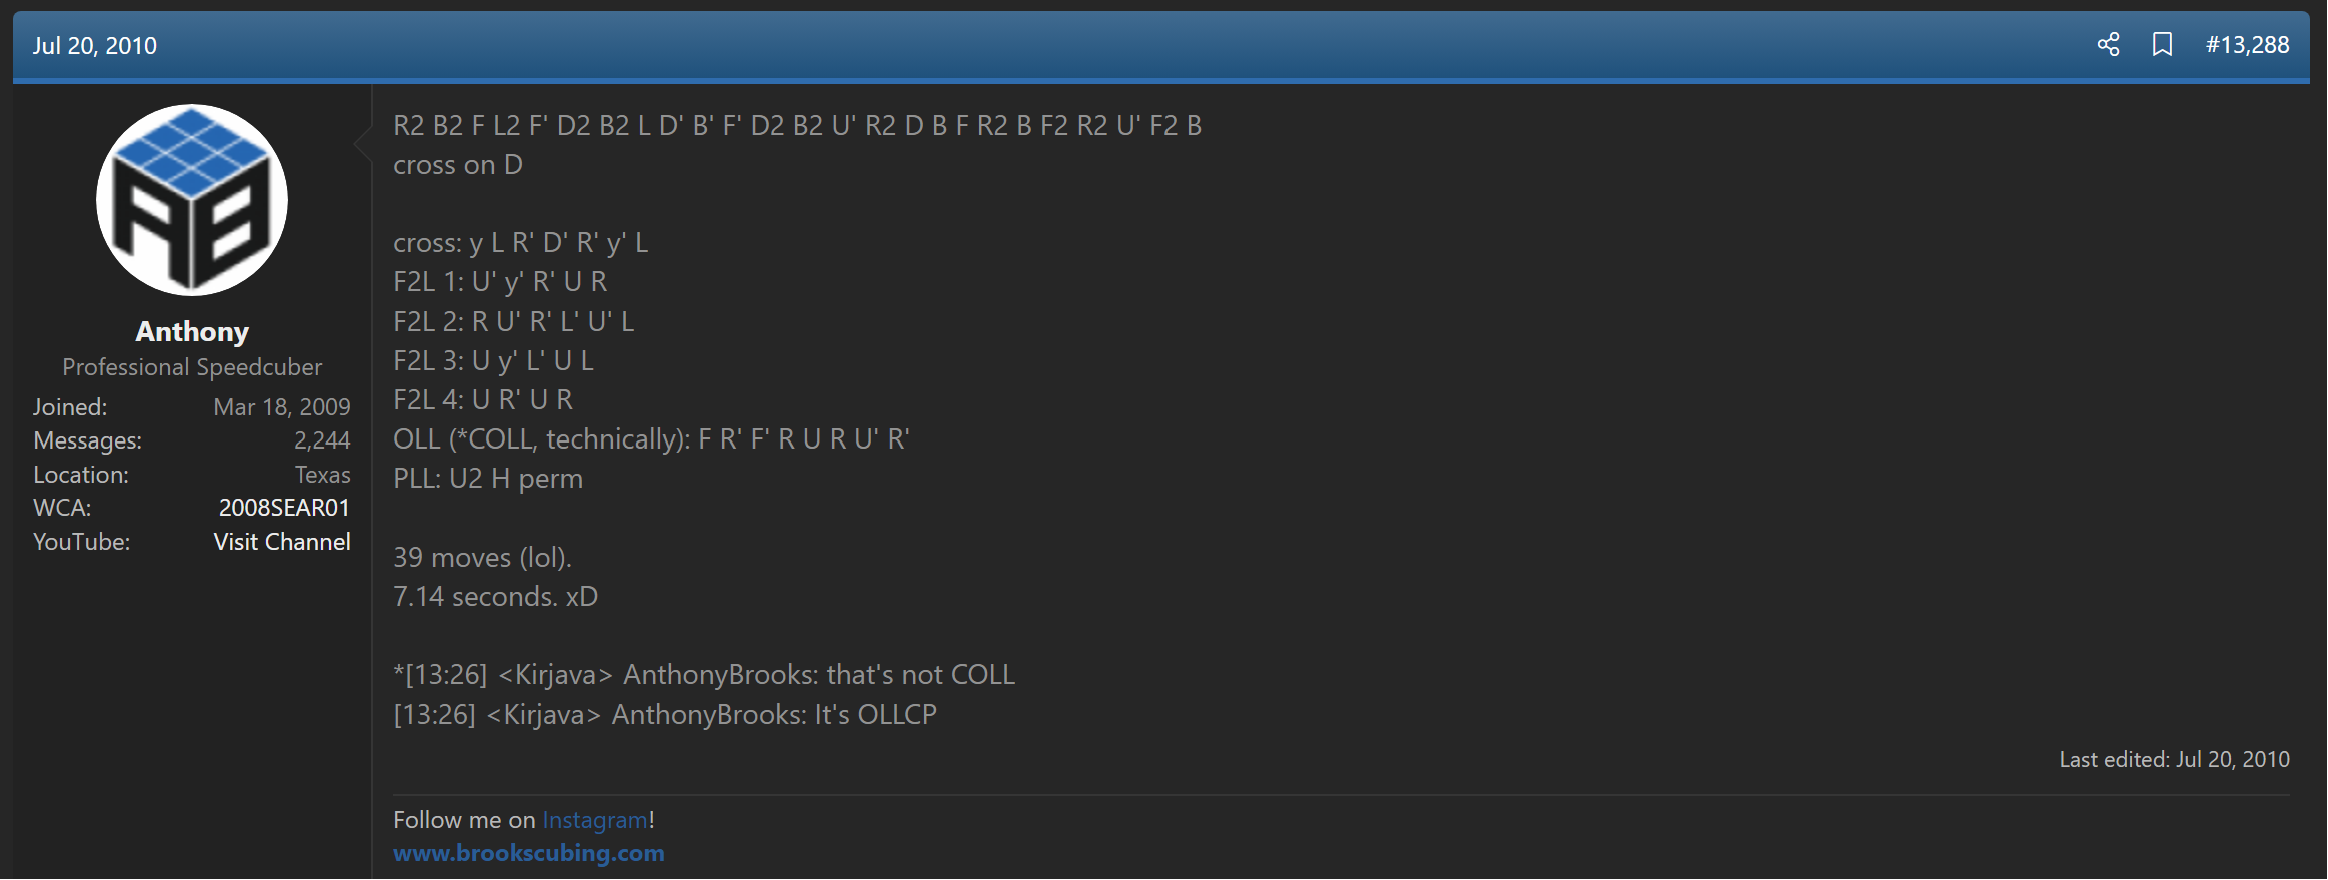 Jul 20, 2010
#13,288
AB
Anthony
Professional Speedcuber
Joined: Mar 18, 2009
Messages: 2,244
Location: Texas
WCA: 2008SEAR01
YouTube: Visit Channel
R2 B2 F L2 F' D2 B2 L D' B' F' D2 B2 U' R2 D B F R2 B F2 R2 U' F2 B
cross on D
cross: y L R' D' R' y' L
F2L 1: U' y' R' U R
F2L 2: R U' R' L' U' L
F2L 3: U y' L' U L
F2L 4: U R' U R
OLL (*COLL, technically): F R' F' R U R U' R'
PLL: U2 H perm
39 moves (lol).
7.14 seconds. xD
*[13:26] <Kirjava> AnthonyBrooks: that's not COLL
[13:26] <Kirjava> AnthonyBrooks: It's OLLCP
Last edited: Jul 20, 2010
Follow me on Instagram!
www.brookscubing.com